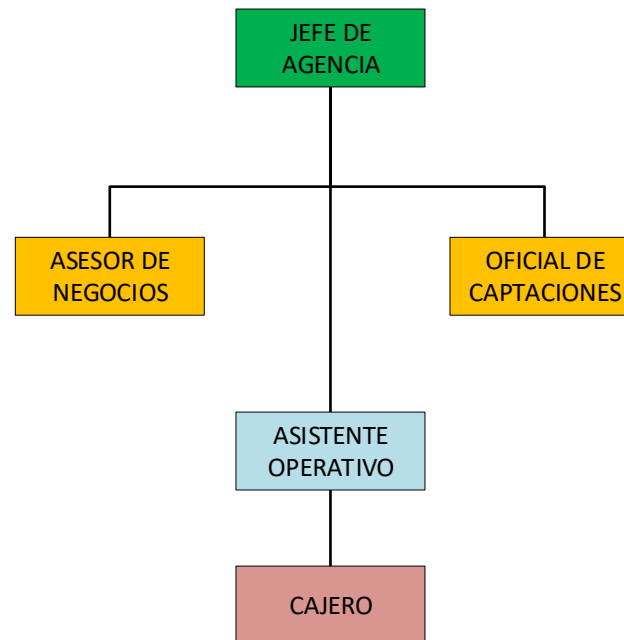 JEFE DE
AGENCIA
ASESOR DE
NEGOCIOS
OFICIAL DE
CAPTACIONES
ASISTENTE
OPERATIVO
CAJERO